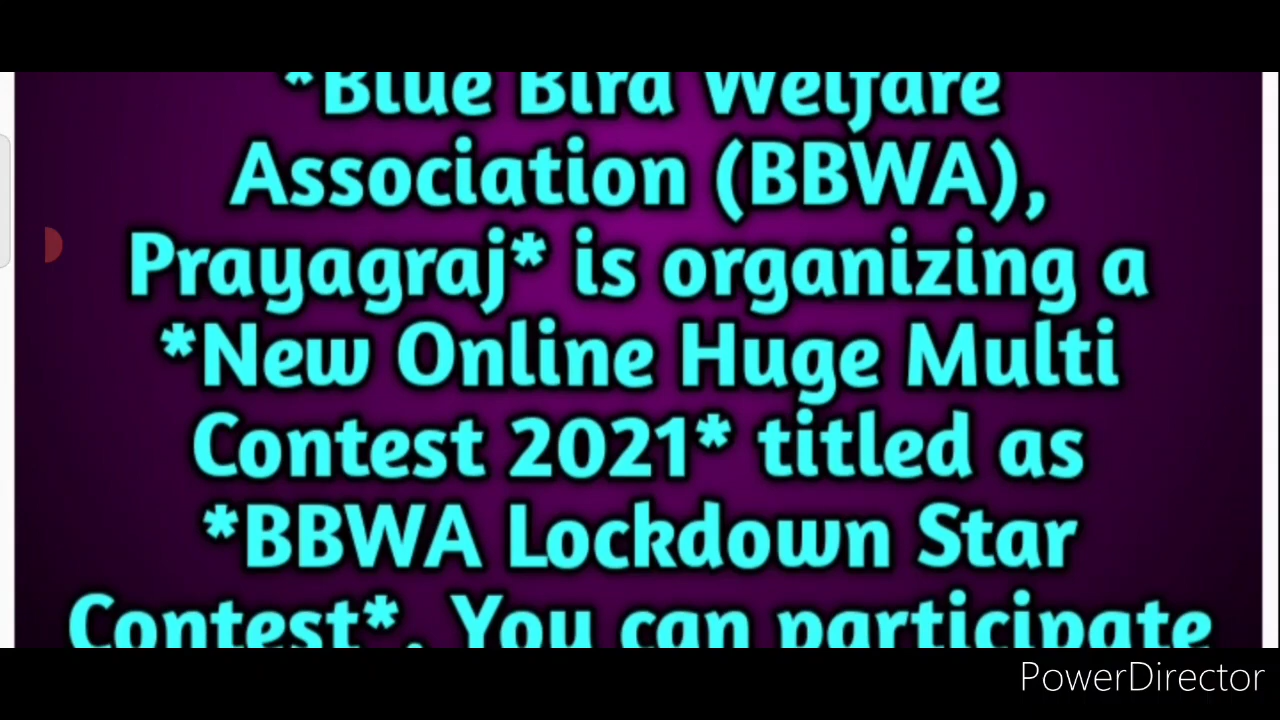 *Blue Bird Welfare
Association (BBWA),
Prayagraj* is organizing a
*New Online Huge Multi
Contest 2021* titled as
*BBWA Lockdown Star
Contest*. You can participate
PowerDirector